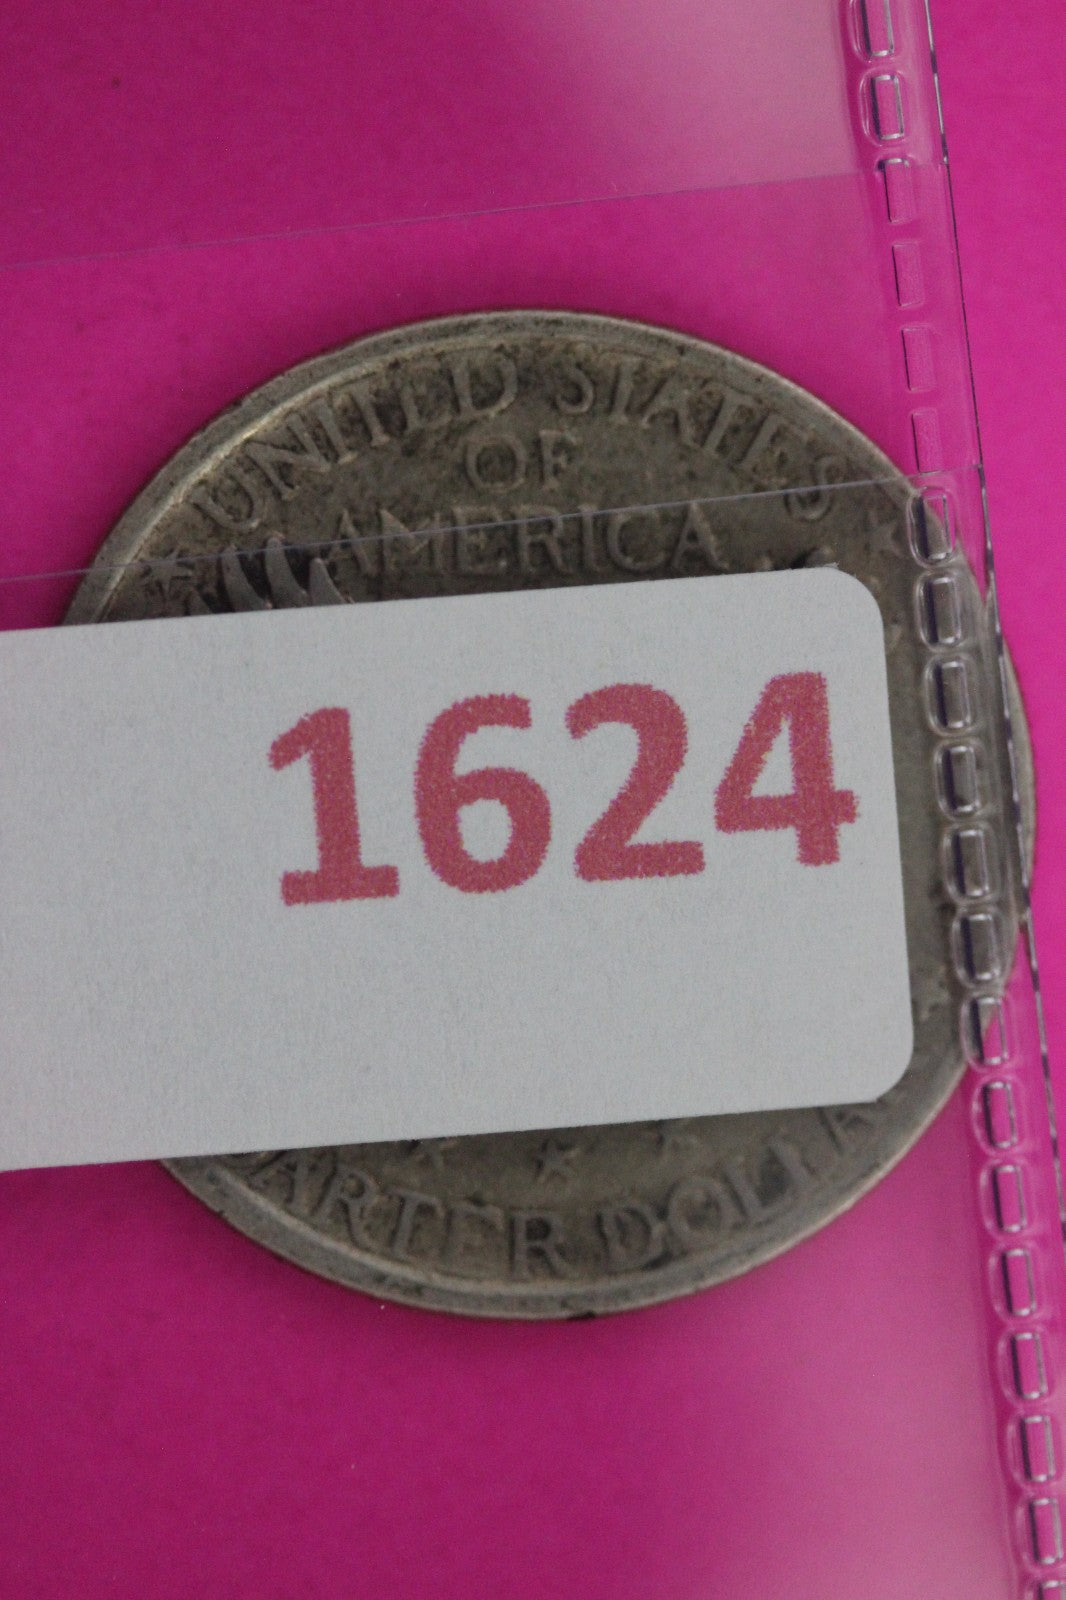 UNITED STATES
OF
AMERICA
1624
ARTER DOLLA